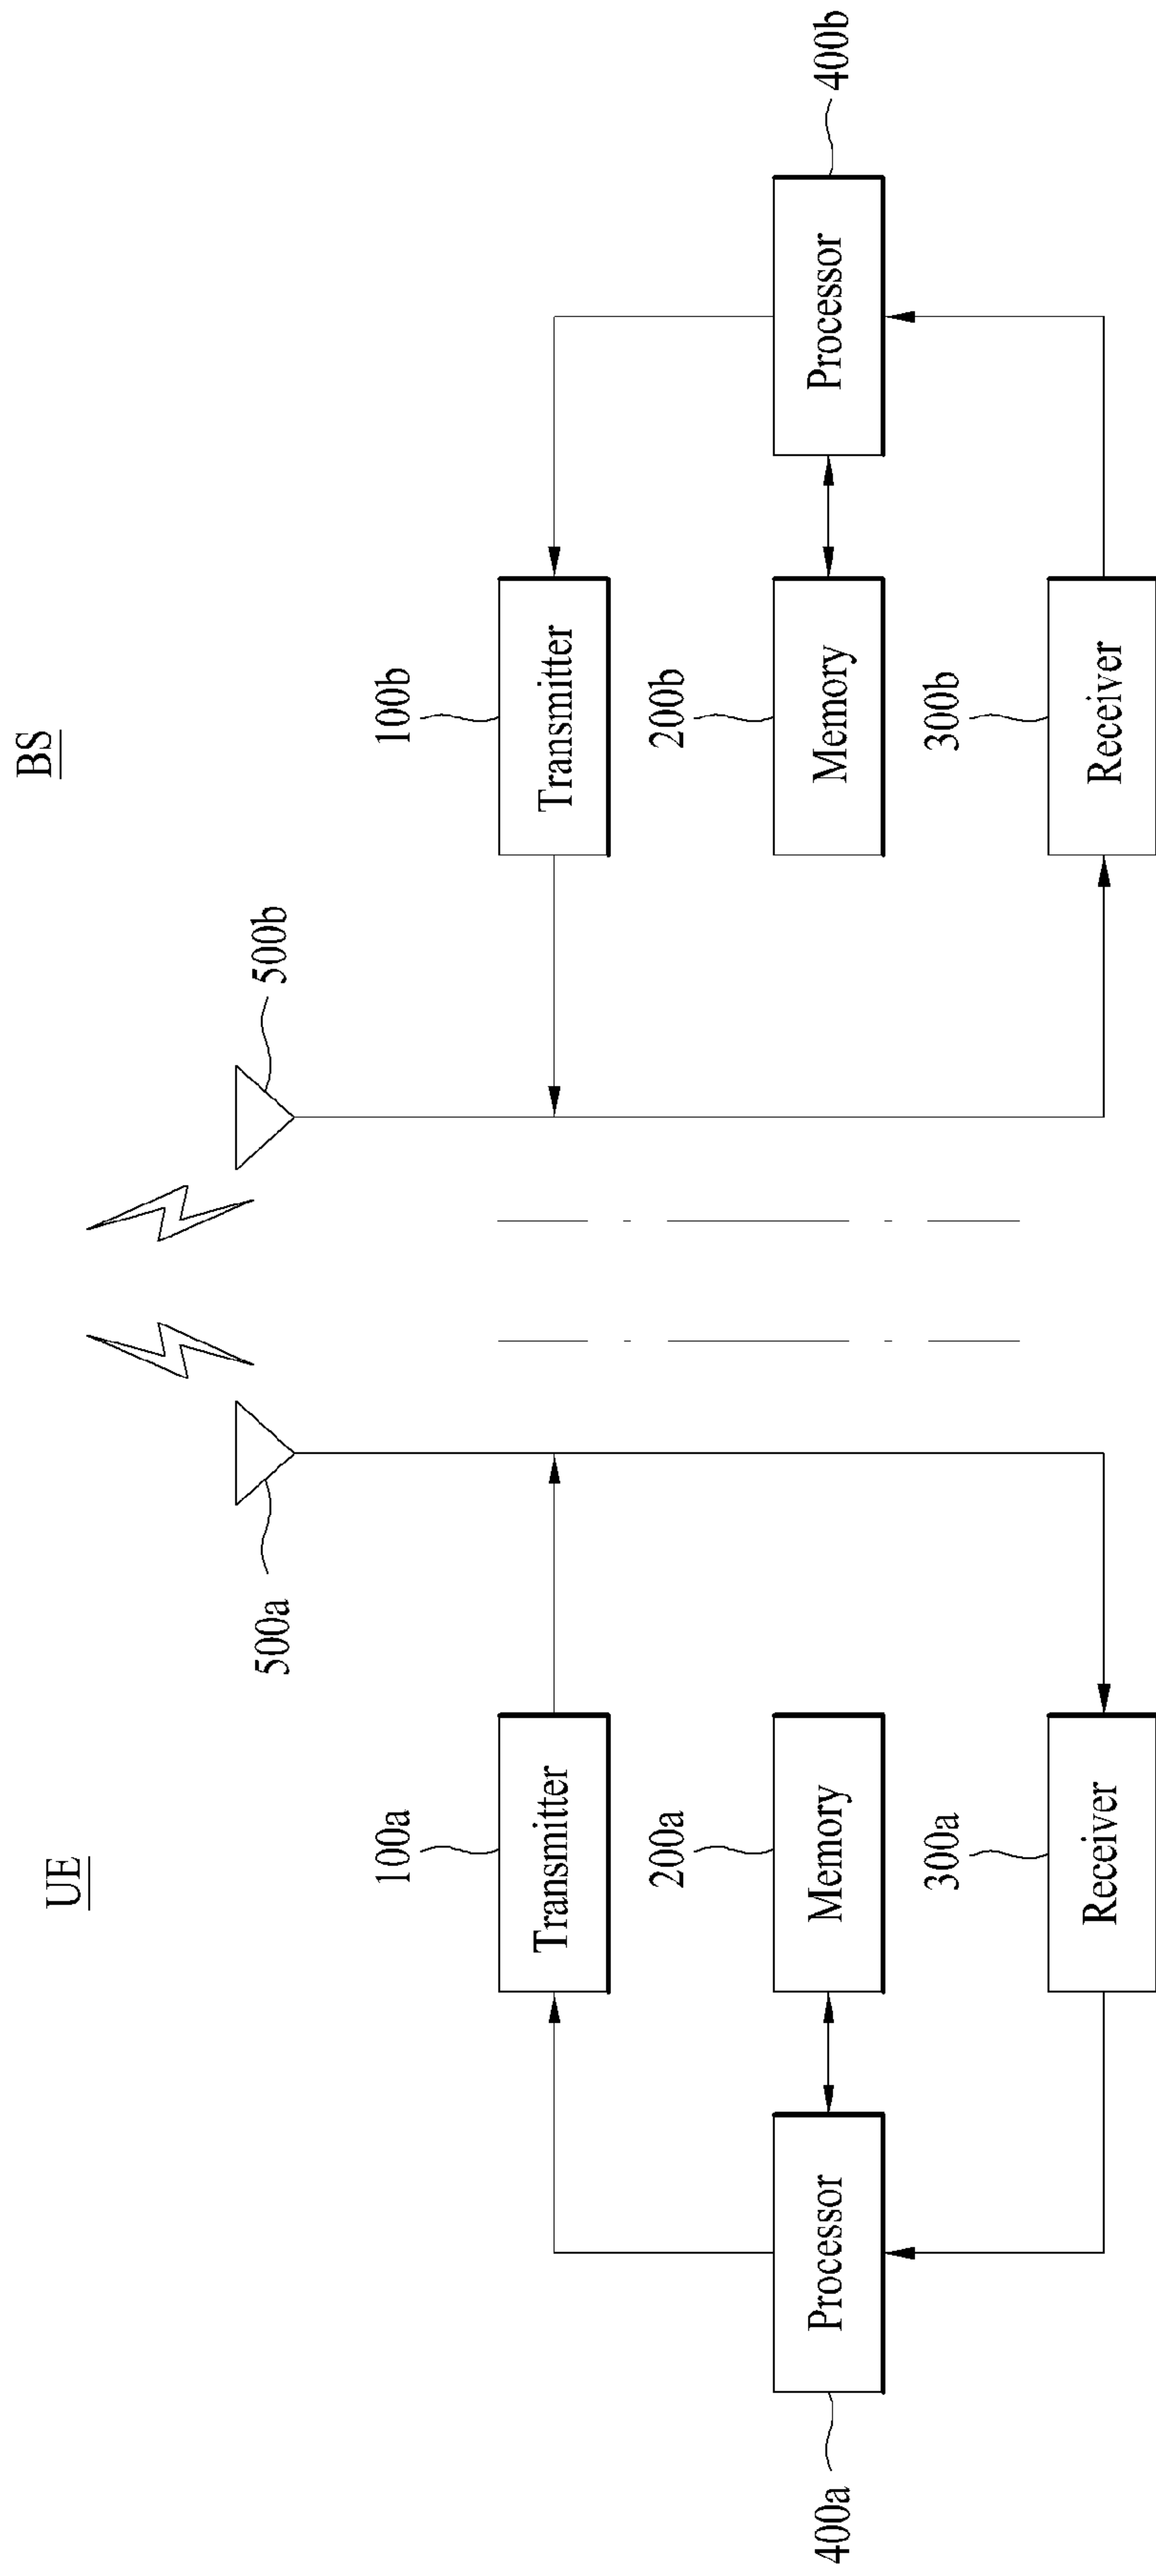 UE
BS
500a
500b
100a
Transmitter
100b
Transmitter
400a
Processor
200a
Memory
200b
Memory
Processor
400b
300a
Receiver
300b
Receiver